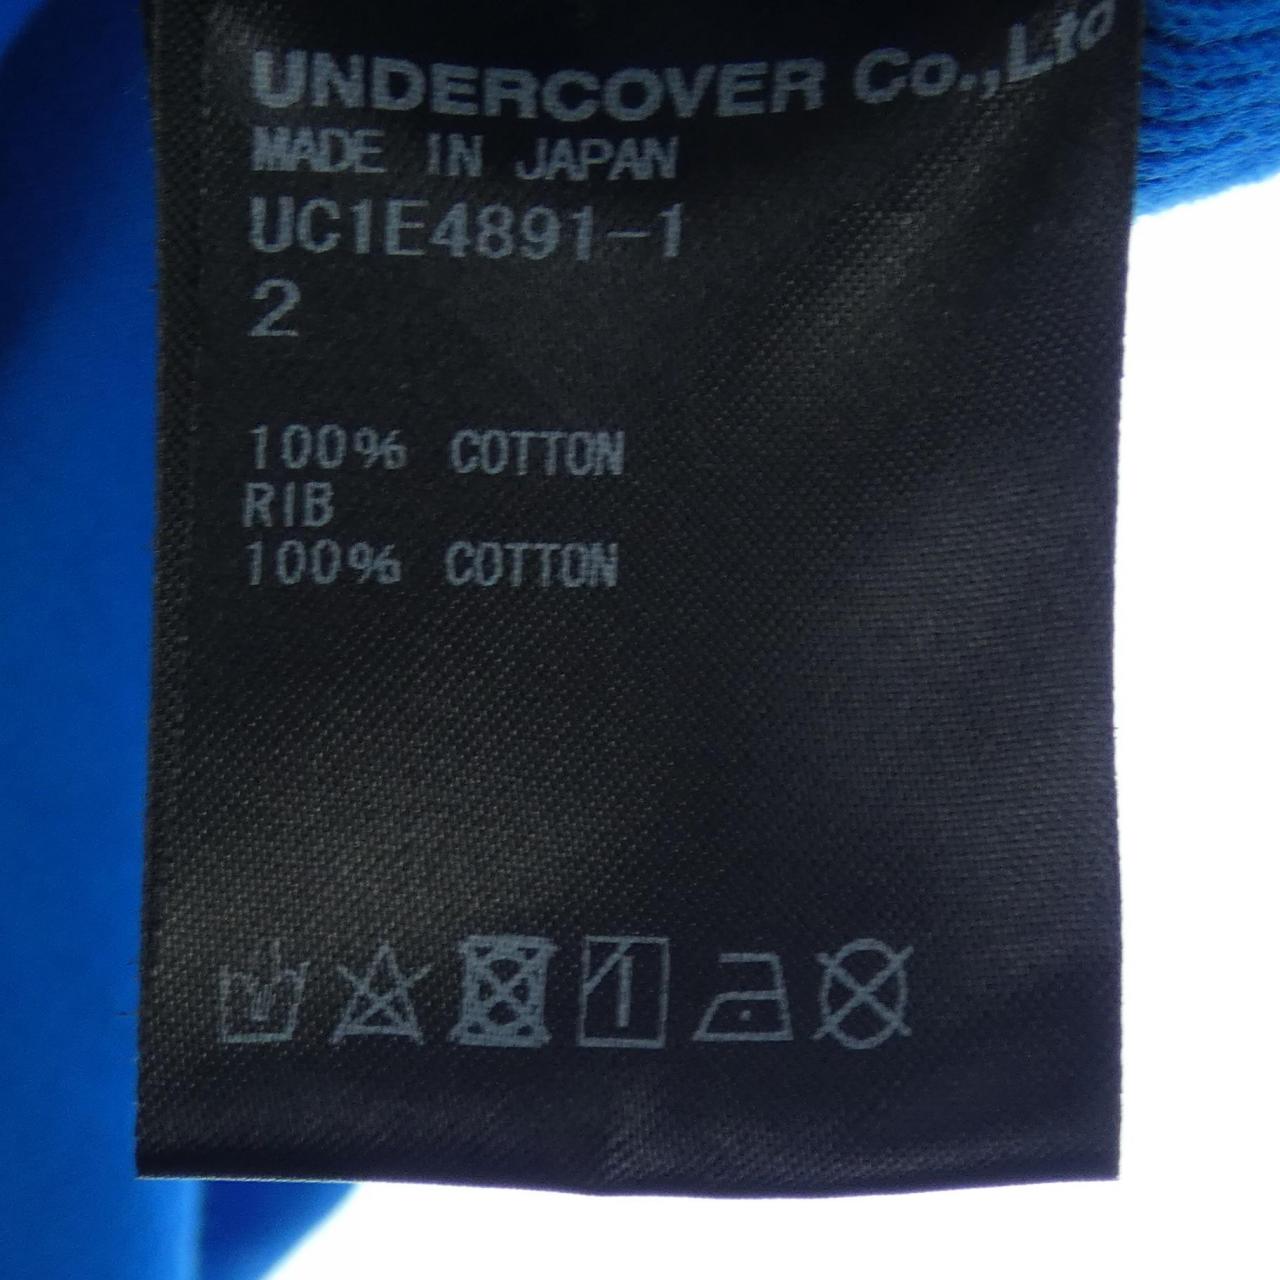 UNDERCOVER Co.,Ltd
MADE IN JAPAN
UC1E4891-1
2
100% COTTON
RIB
100% COTTON